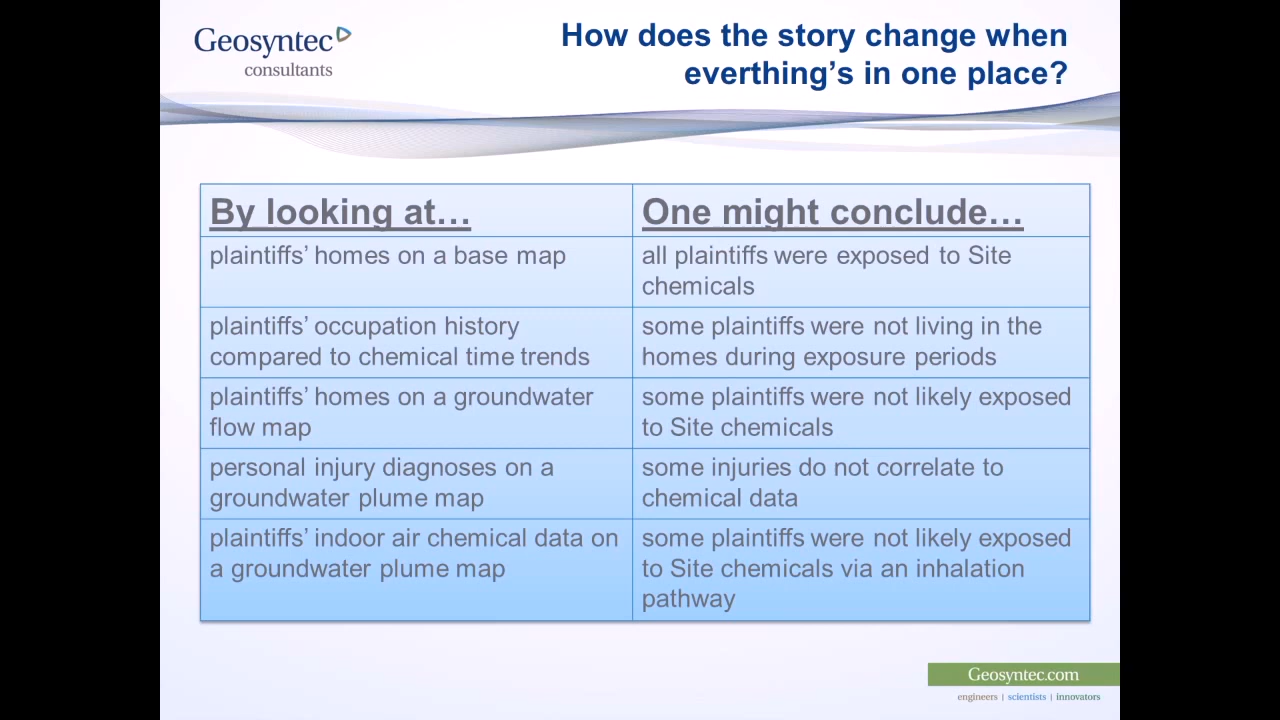 Geosyntec
consultants
How does the story change when
everthing's in one place?
By looking at…
One might conclude…
plaintiffs' homes on a base map
all plaintiffs were exposed to Site
chemicals
plaintiffs' occupation history
compared to chemical time trends
some plaintiffs were not living in the
homes during exposure periods
plaintiffs' homes on a groundwater
flow map
some plaintiffs were not likely exposed
to Site chemicals
personal injury diagnoses on a
groundwater plume map
some injuries do not correlate to
chemical data
plaintiffs' indoor air chemical data on
a groundwater plume map
some plaintiffs were not likely exposed
to Site chemicals via an inhalation
pathway
Geosyntec.com
engineers | scientists | innovators